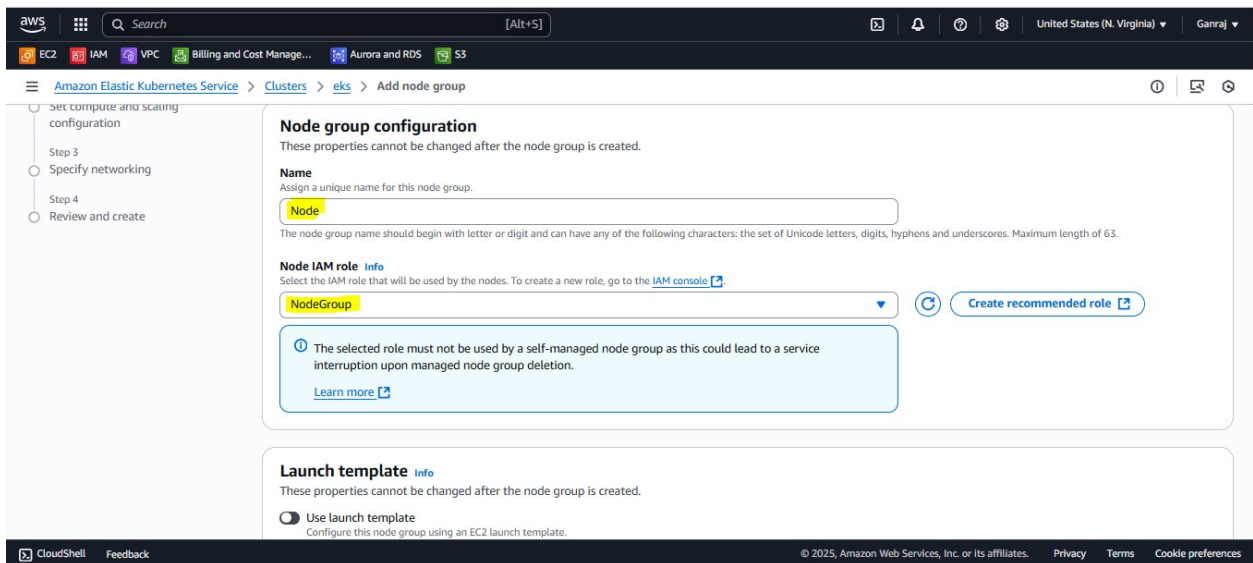 aws
Search [Alt+S]
United States (N. Virginia) Ganraj
EC2 IAM VPC Billing and Cost Manage... Aurora and RDS S3
Amazon Elastic Kubernetes Service > Clusters > eks > Add node group
Set compute and scaling
configuration
Step 3
Specify networking
Step 4
Review and create
Node group configuration
These properties cannot be changed after the node group is created.
Name
Assign a unique name for this node group.
Node
The node group name should begin with letter or digit and can have any of the following characters: the set of Unicode letters, digits, hyphens and underscores. Maximum length of 63.
Node IAM role Info
Select the IAM role that will be used by the nodes. To create a new role, go to the IAM console.
NodeGroup
Create recommended role
The selected role must not be used by a self-managed node group as this could lead to a service
interruption upon managed node group deletion.
Learn more
Launch template Info
These properties cannot be changed after the node group is created.
Use launch template
Configure this node group using an EC2 launch template.
CloudShell Feedback
© 2025, Amazon Web Services, Inc. or its affiliates. Privacy Terms Cookie preferences